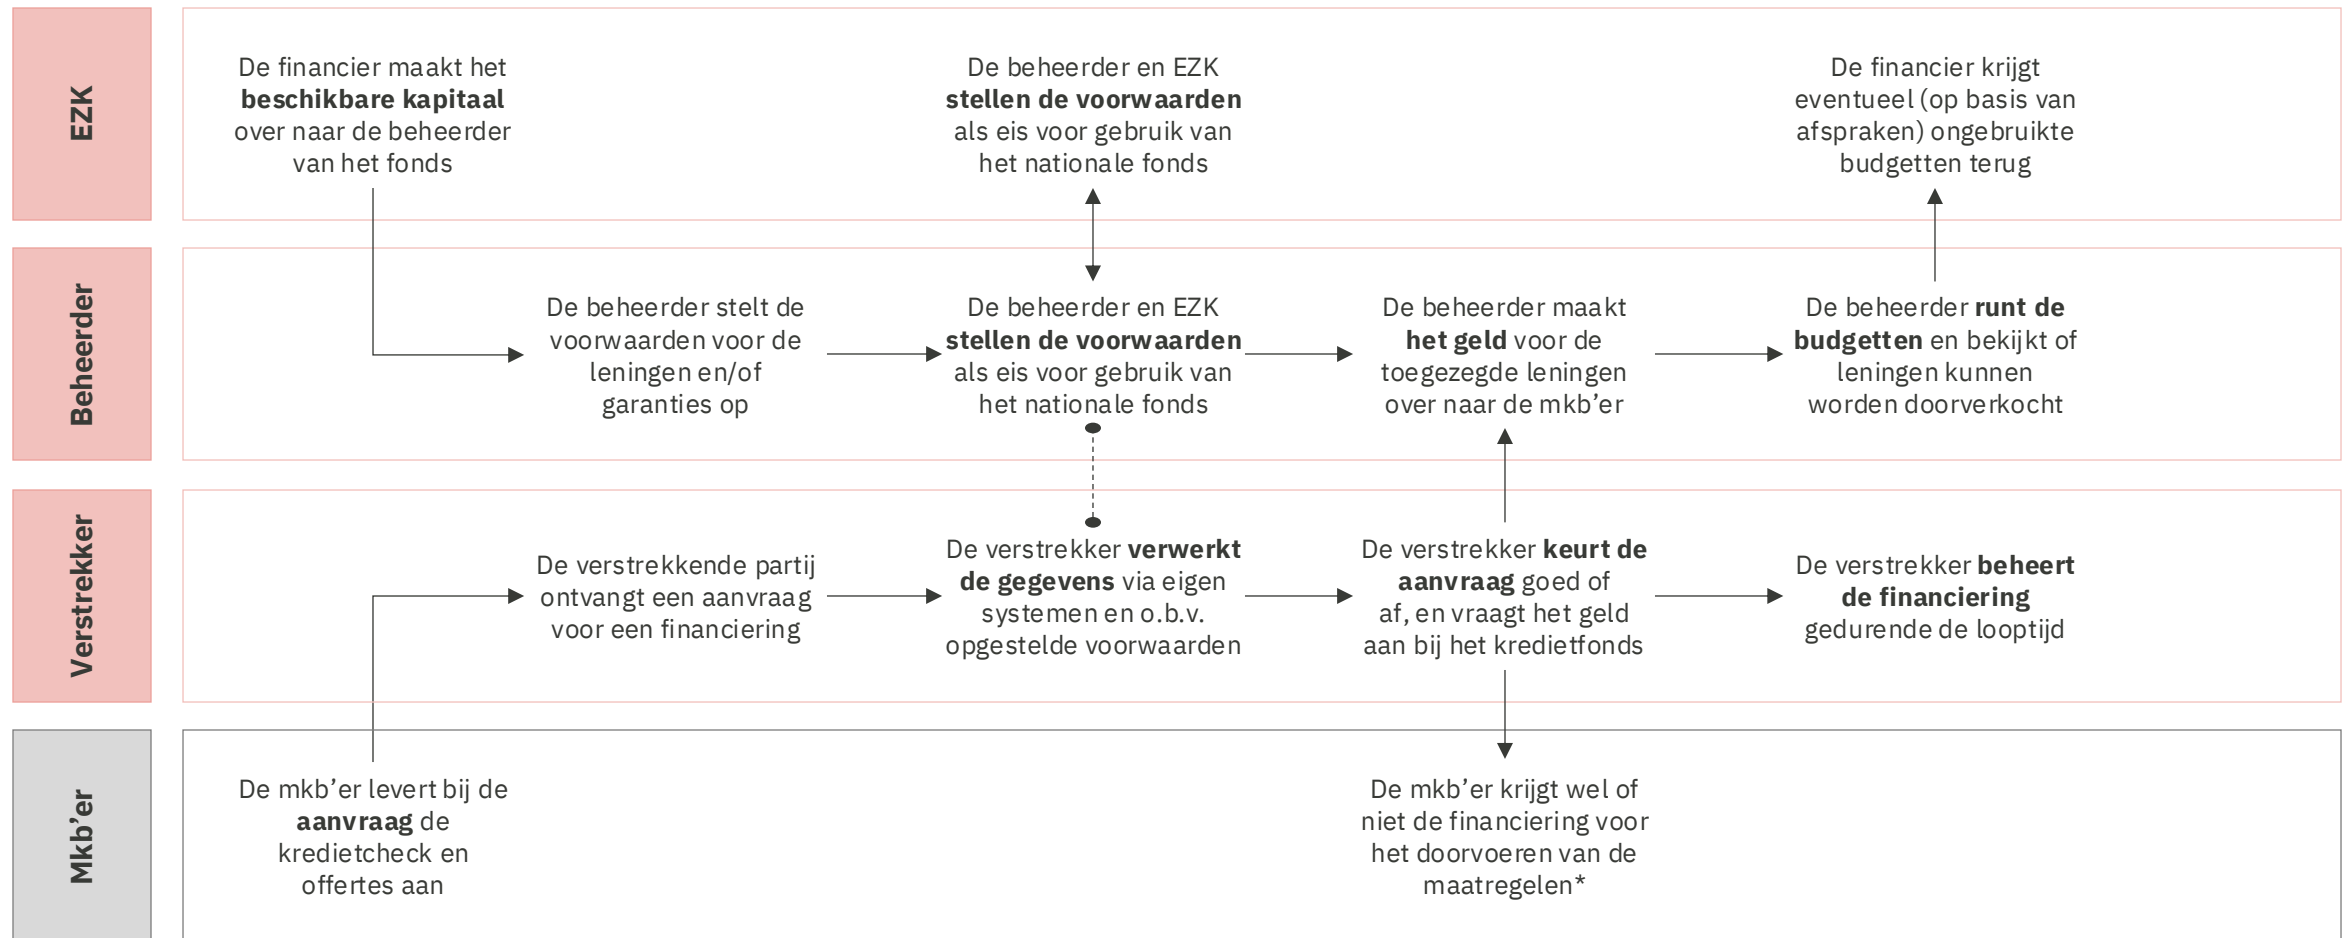 EZK
De financier maakt het
beschikbare kapitaal
over naar de beheerder
van het fonds
De beheerder en EZK
stellen de voorwaarden
als eis voor gebruik van
het nationale fonds
De financier krijgt
eventueel (op basis van
afspraken) ongebruikte
budgetten terug
Beheerder
De beheerder stelt de
voorwaarden voor de
leningen en/of
garanties op
De beheerder en EZK
stellen de voorwaarden
als eis voor gebruik van
het nationale fonds
De beheerder maakt
het geld voor de
toegezegde leningen
over naar de mkb’er
De beheerder runt de
budgetten en bekijkt of
leningen kunnen
worden doorverkocht
Verstrekker
De verstrekkende partij
ontvangt een aanvraag
voor een financiering
De verstrekker verwerkt
de gegevens via eigen
systemen en o.b.v.
opgestelde voorwaarden
De verstrekker keurt de
aanvraag goed of
af, en vraagt het geld
aan bij het kredietfonds
De verstrekker beheert
de financiering
gedurende de looptijd
Mkb’er
De mkb’er levert bij de
aanvraag de
kredietcheck en
offertes aan
De mkb’er krijgt wel of
niet de financiering voor
het doorvoeren van de
maatregelen*